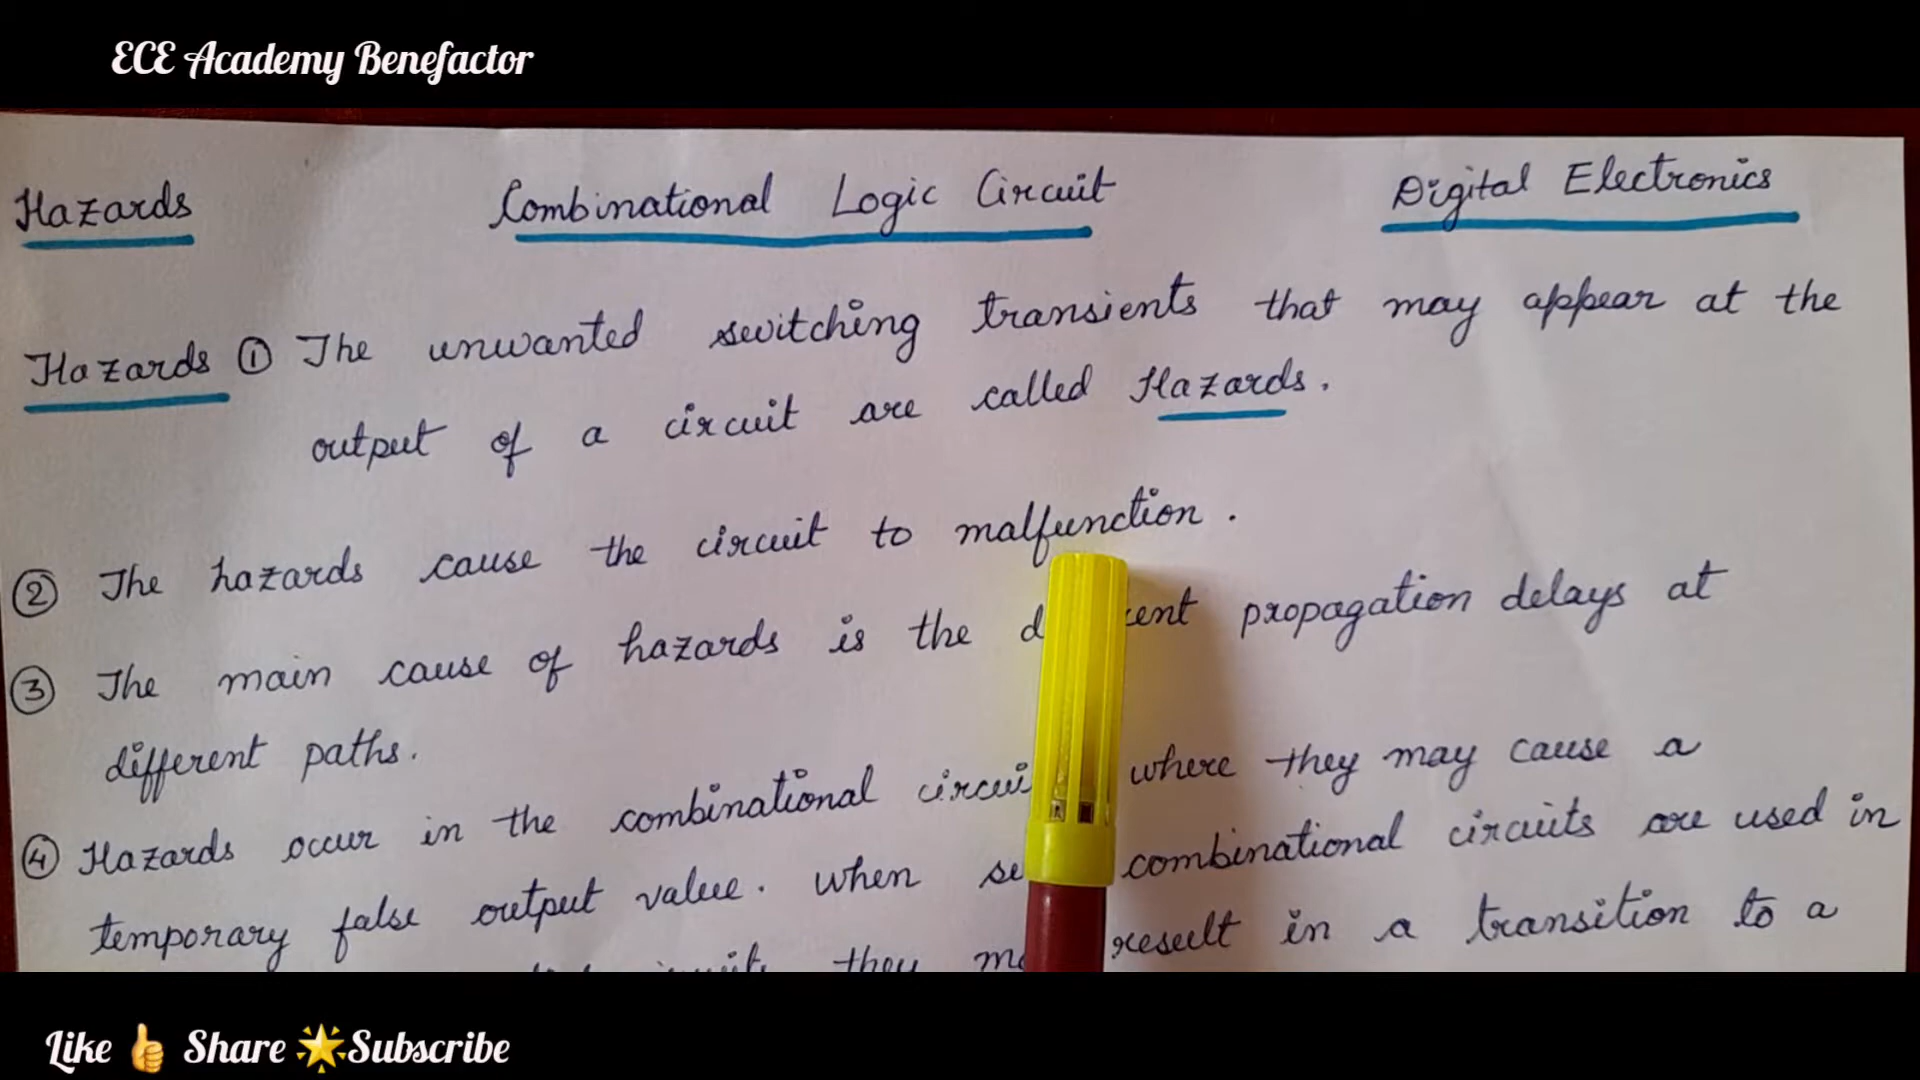 ECE Academy Benefactor
Hazards Combinational Logic Circuit Digital Electronics
Hazards ① The unwanted switching transients that may appear at the
output of a circuit are called Hazards.
② The hazards cause the circuit to malfunction.
③ The main cause of hazards is the propagation delays at
different paths.
④ Hazards occur in the combinational where they may cause a
temporary false output value. When combinational circuits are used in
they result in a transition to a
Like 👍 Share 🌟Subscribe